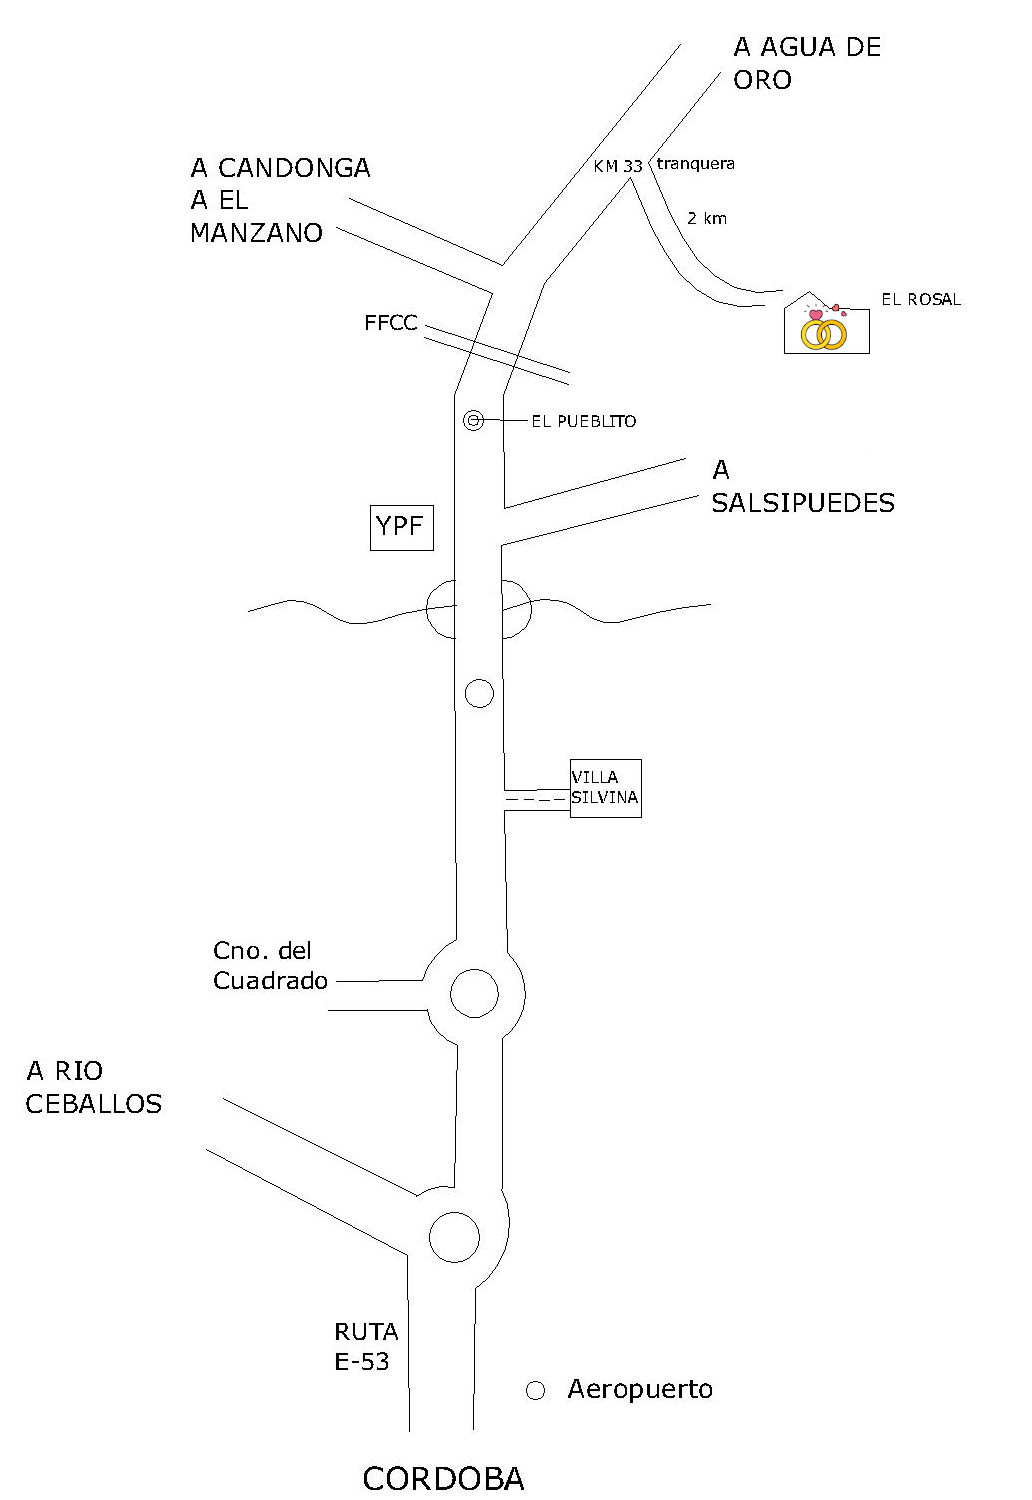 A AGUA DE
ORO
KM 33
tranquera
A CANDONGA
A EL
MANZANO
2 km
EL ROSAL
FFCC
EL PUEBLITO
A
SALSIPUEDES
YPF
VILLA
SILVINA
Cno. del
Cuadrado
A RIO
CEBALLOS
RUTA
E-53
Aeropuerto
CORDOBA